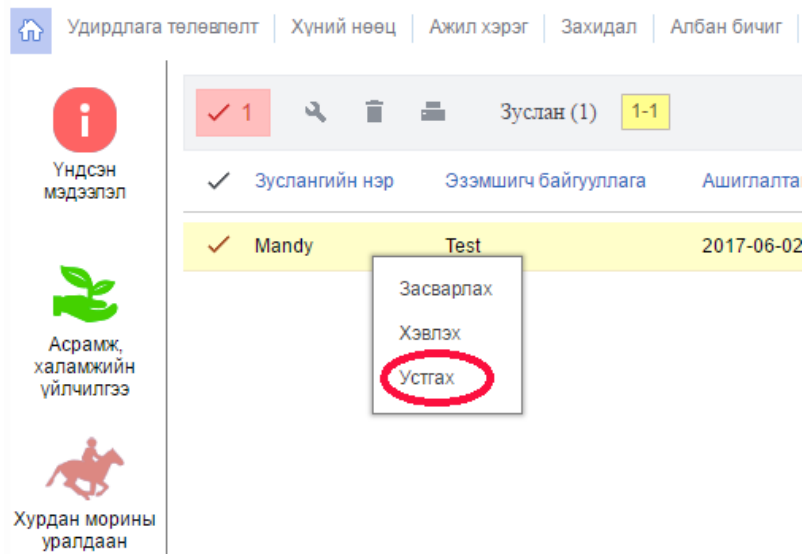 Удирдлага төлөвлөлт Хүний нөөц Ажил хэрэг Захидал Албан бичиг
Үндсэн
мэдээлэл
Асрамж,
халамжийн
үйлчилгээ
Хурдан морины
уралдаан
1 Зуслан (1) 1-1
Зуслангийн нэр Эзэмшигч байгууллага
Mandy Test 2017-06-02
Засварлах
Хэвлэх
Устгах